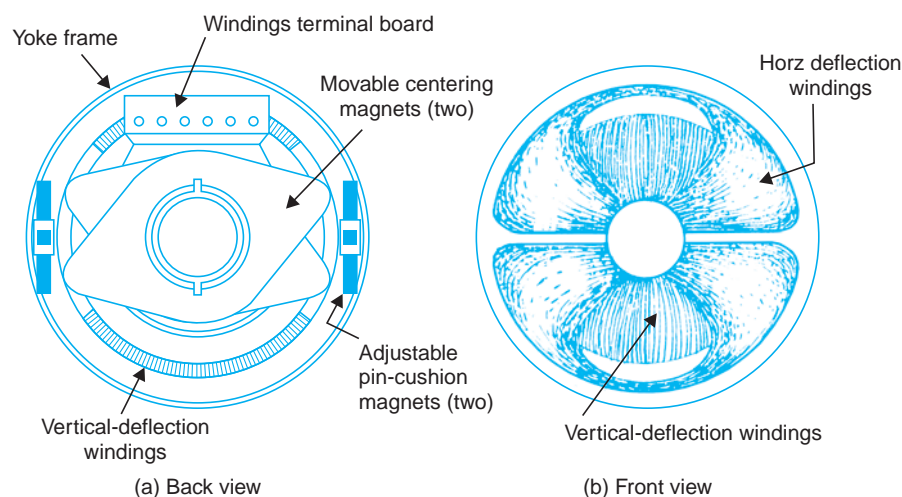 Windings terminal board
Yoke frame
Movable centering
magnets (two)
Horz deflection
windings
Adjustable
pin-cushion
magnets (two)
Vertical-deflection
windings
Vertical-deflection windings
(a) Back view
(b) Front view